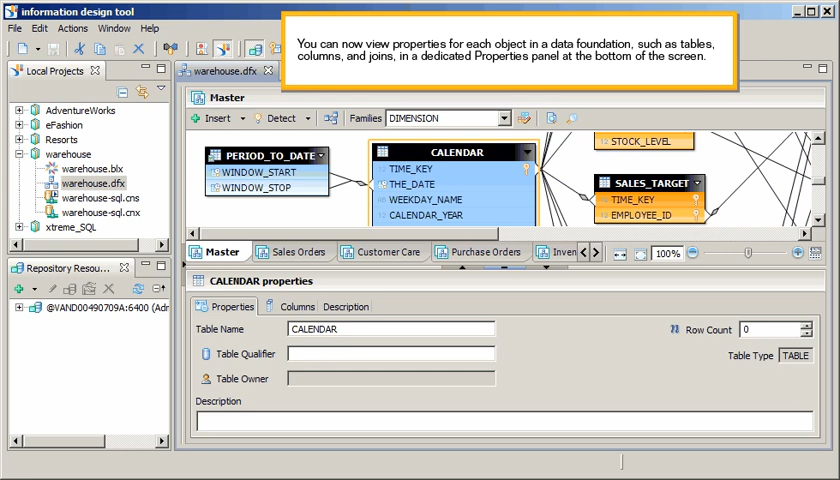 information design tool
File Edit Actions Window Help
You can now view properties for each object in a data foundation, such as tables,
columns, and joins, in a dedicated Properties panel at the bottom of the screen.
Local Projects
AdventureWorks
eFashion
Resorts
warehouse
warehouse.blx
warehouse.dfx
warehouse-sql.cns
warehouse-sql.cnx
xtreme_SQL
Repository Resou...
@VAND00490709A:6400 (Adr
warehouse.dfx
Master
Insert Detect Families DIMENSION
PERIOD_TO_DATE
WINDOW_START
WINDOW_STOP
CALENDAR
TIME_KEY
THE_DATE
WEEKDAY_NAME
CALENDAR_YEAR
STOCK_LEVEL
SALES_TARGET
TIME_KEY
EMPLOYEE_ID
Master Sales Orders Customer Care Purchase Orders Inven 100%
CALENDAR properties
Properties Columns Description
Table Name CALENDAR Row Count 0
Table Qualifier Table Type TABLE
Table Owner
Description